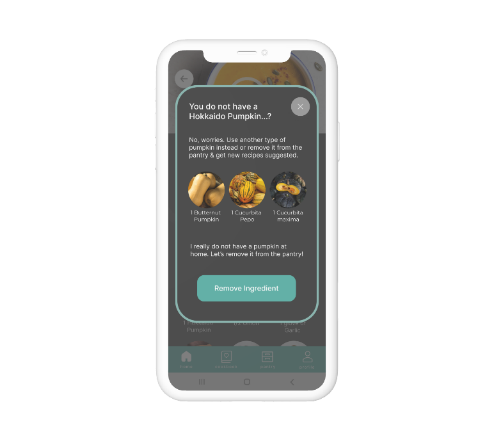 You do not have a
Hokkaido Pumpkin...?
No, worries. Use another type of
pumpkin instead or remove it from the
pantry & get new recipes suggested.
1 Butternut
Pumpkin
1 Cucurbita
Pepo
1 Cucurbita
maxima
I really do not have a pumpkin at
home. Let's remove it from the pantry!
Remove Ingredient
Pumpkin
Garlic